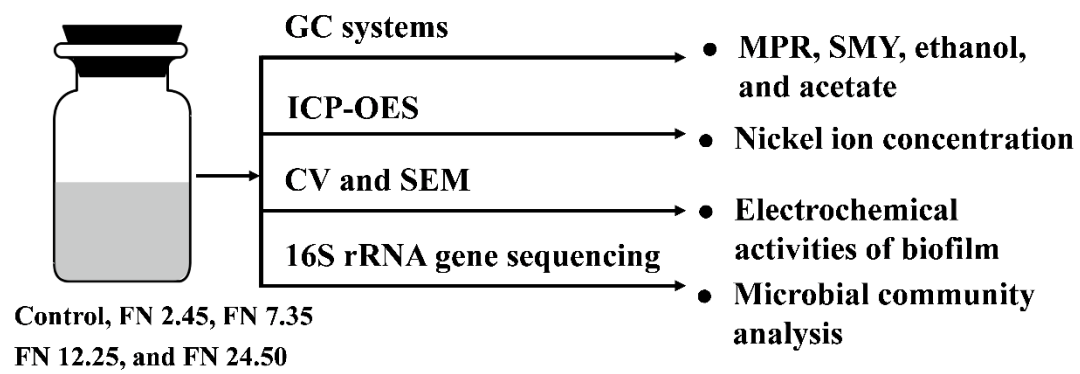 GC systems
ICP-OES
CV and SEM
16S rRNA gene sequencing
• MPR, SMY, ethanol,
and acetate
• Nickel ion concentration
• Electrochemical
activities of biofilm
• Microbial community
analysis
Control, FN 2.45, FN 7.35
FN 12.25, and FN 24.50